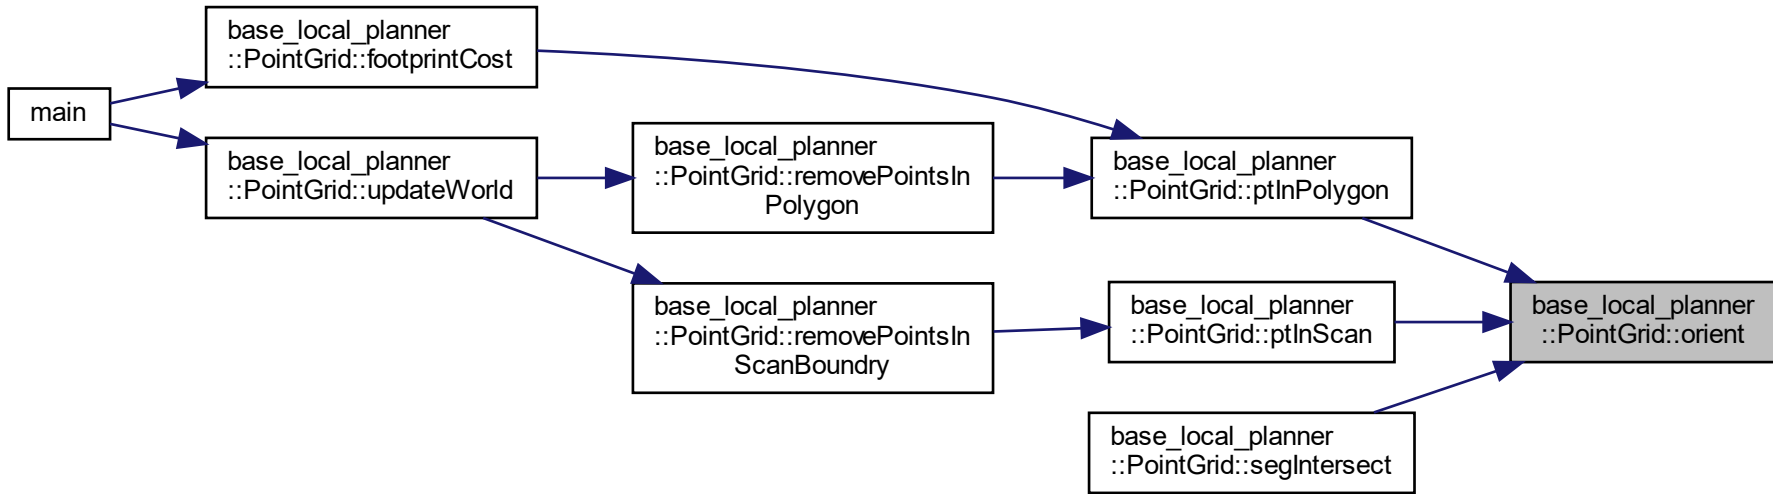 main
base_local_planner
::PointGrid::footprintCost
base_local_planner
::PointGrid::updateWorld
base_local_planner
::PointGrid::removePointsIn
Polygon
base_local_planner
::PointGrid::removePointsIn
ScanBoundry
base_local_planner
::PointGrid::ptInPolygon
base_local_planner
::PointGrid::ptInScan
base_local_planner
::PointGrid::segIntersect
base_local_planner
::PointGrid::orient